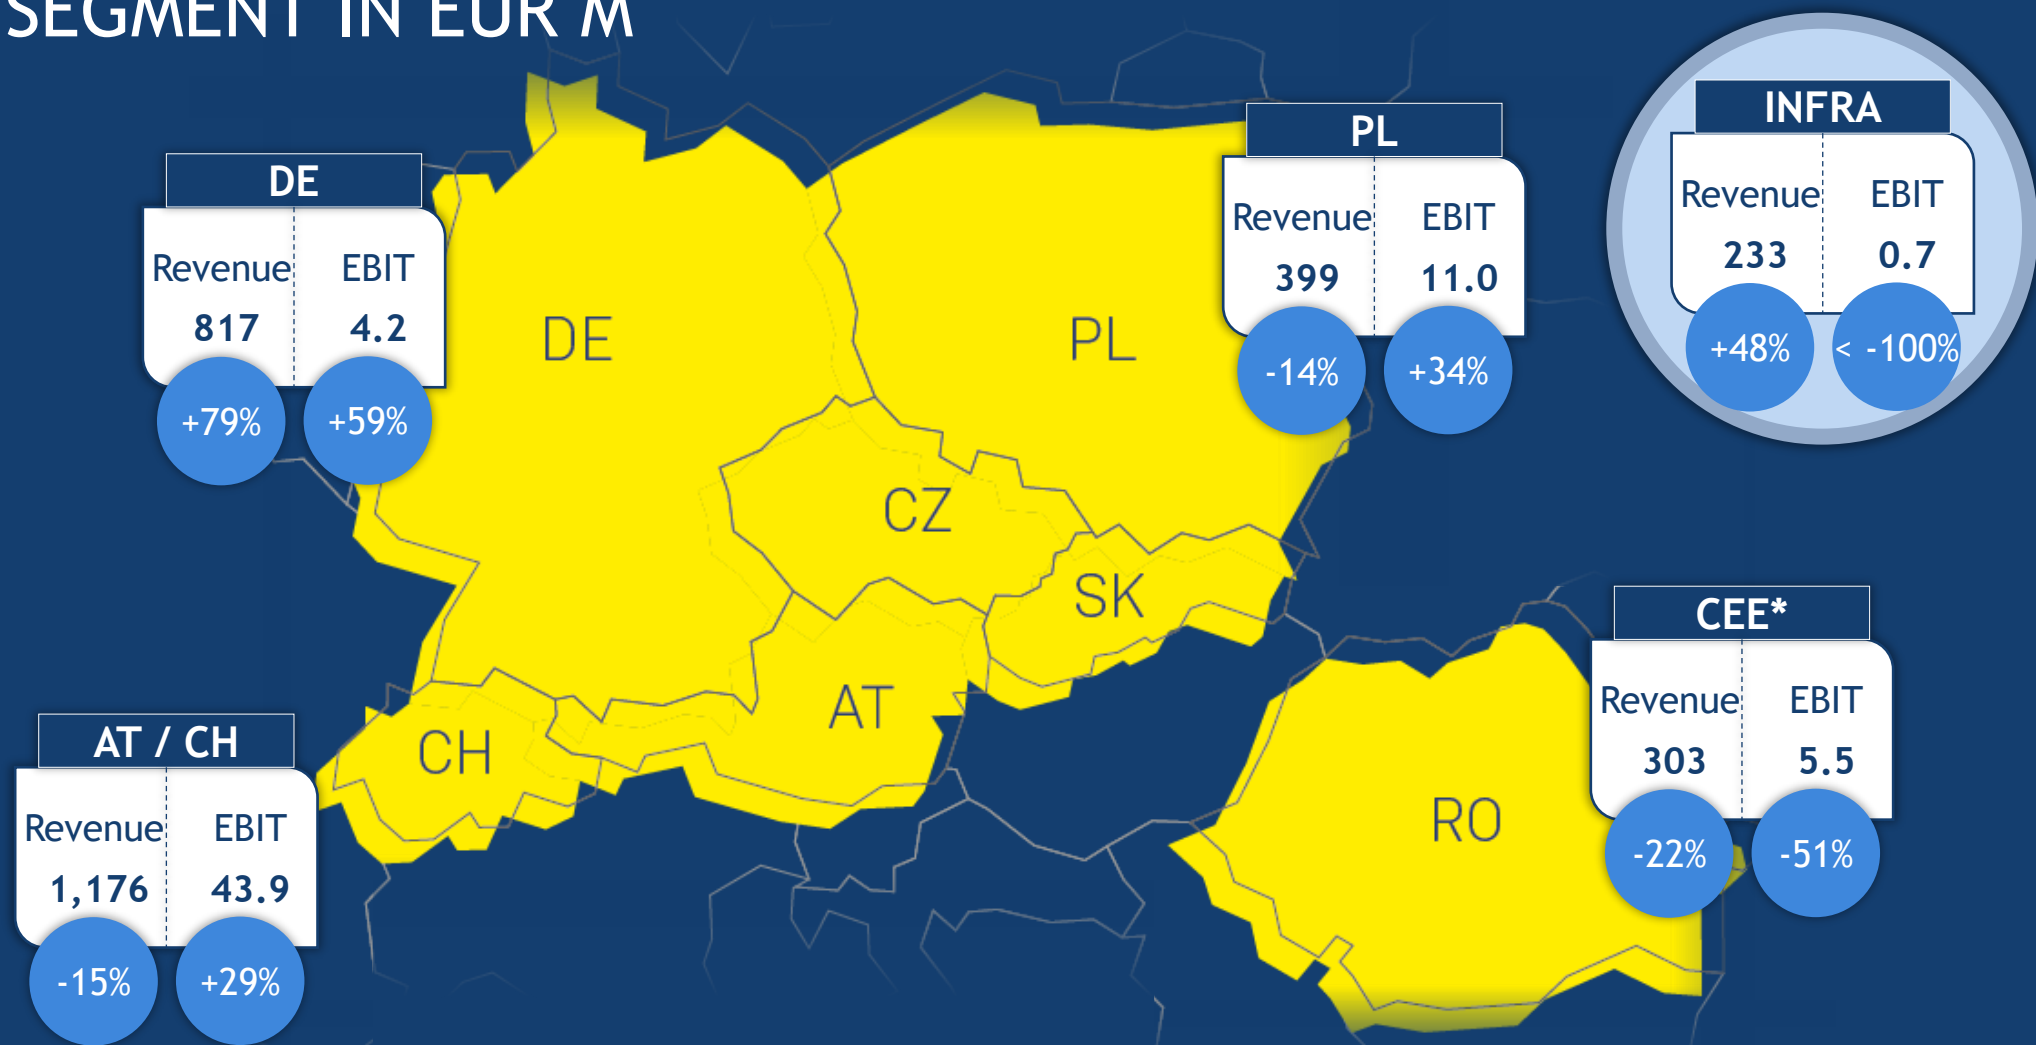 SEGMENT IN EUR M
INFRA
Revenue EBIT
233 0.7
+48% < -100%
PL
Revenue EBIT
399 11.0
-14% +34%
DE
Revenue EBIT
817 4.2
+79% +59%
DE
PL
CZ
SK
AT
CH
RO
CEE*
Revenue EBIT
303 5.5
-22% -51%
AT / CH
Revenue EBIT
1,176 43.9
-15% +29%